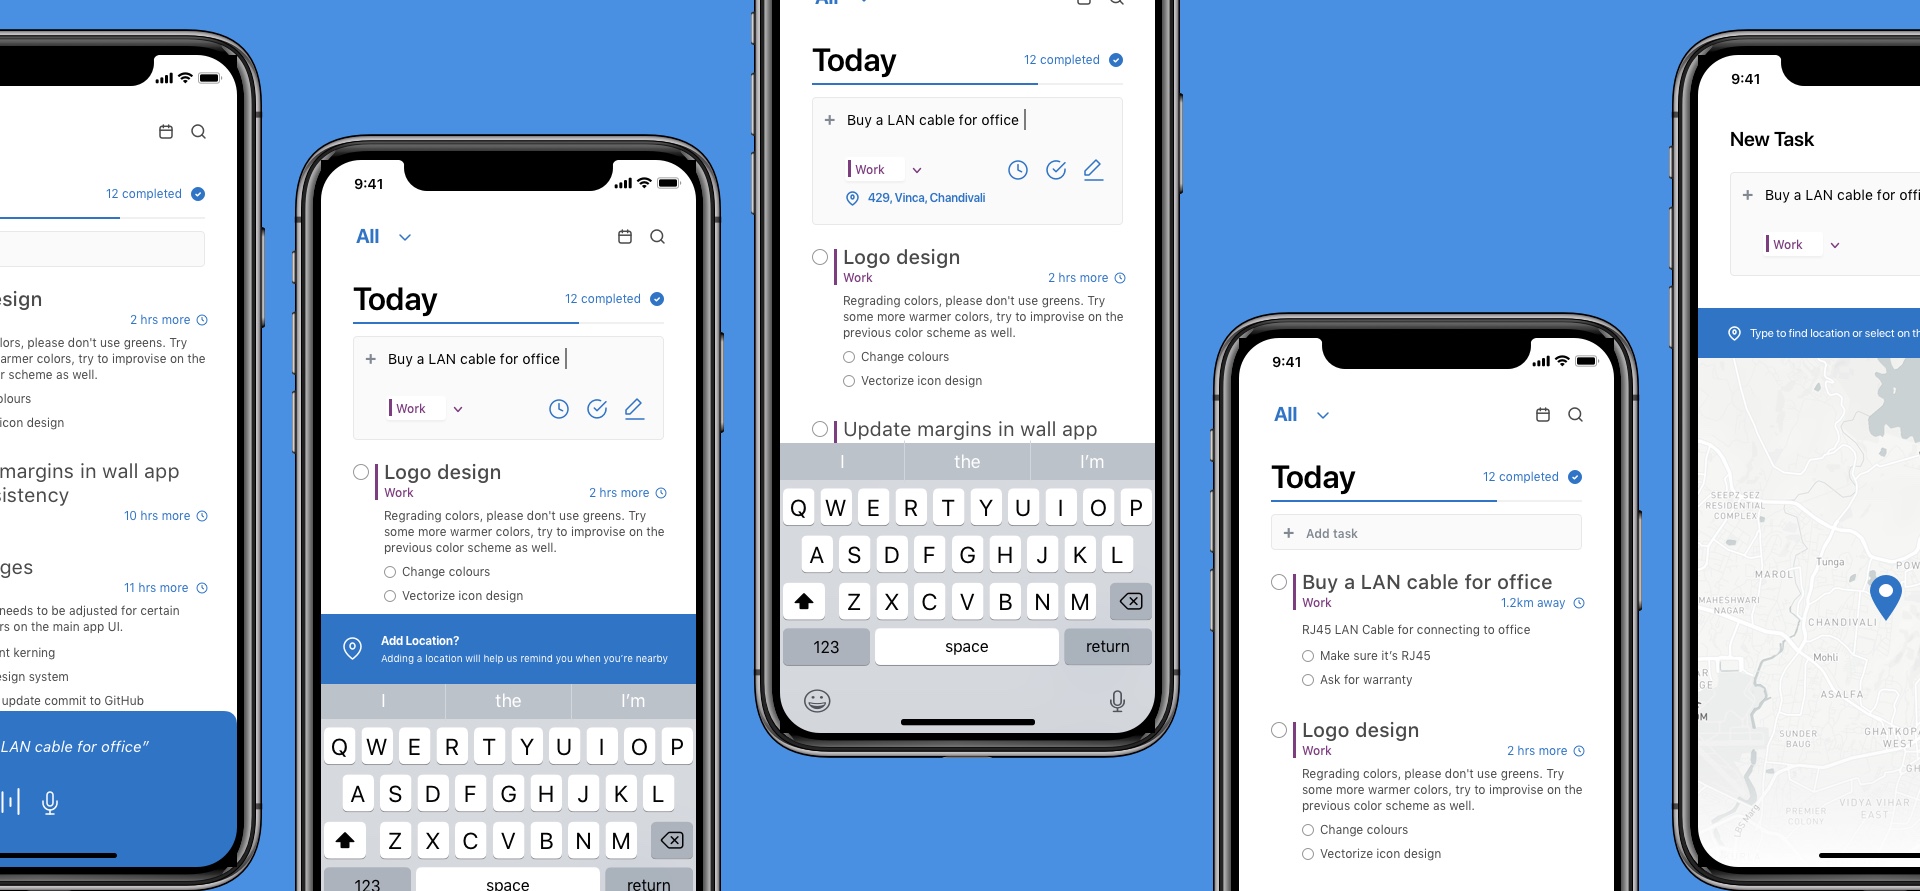 12 completed
esign
2 hrs more
lors, please don't use greens. Try
armer colors, try to improvise on the
r scheme as well.
olours
icon design
margins in wall app
sistency
10 hrs more
ges
11 hrs more
needs to be adjusted for certain
rs on the main app UI.
nt kerning
esign system
update commit to GitHub
LAN cable for office”
9:41
All
Today
12 completed
Buy a LAN cable for office
Work
Logo design
Work
2 hrs more
Regrading colors, please don't use greens. Try
some more warmer colors, try to improvise on the
previous color scheme as well.
Change colours
Vectorize icon design
Add Location?
Adding a location will help us remind you when you’re nearby
I the I’m
Q W E R T Y U I O P
A S D F G H J K L
Z X C V B N M
123 space return
All
Today
12 completed
Buy a LAN cable for office
Work
429, Vinca, Chandivali
Logo design
Work
2 hrs more
Regrading colors, please don't use greens. Try
some more warmer colors, try to improvise on the
previous color scheme as well.
Change colours
Vectorize icon design
Update margins in wall app
I the I’m
Q W E R T Y U I O P
A S D F G H J K L
Z X C V B N M
123 space return
9:41
All
Today
12 completed
Add task
Buy a LAN cable for office
Work
1.2km away
RJ45 LAN Cable for connecting to office
Make sure it’s RJ45
Ask for warranty
Logo design
Work
2 hrs more
Regrading colors, please don't use greens. Try
some more warmer colors, try to improvise on the
previous color scheme as well.
Change colours
Vectorize icon design
9:41
New Task
Buy a LAN cable for offi
Work
Type to find location or select on th
SEEPZ SEZ
RESIDENTIAL
COMPLEX
Tunga
MAROL
POW
MAHESHWARI
NAGAR
CHANDIVALI
Mohli
AR
GE
ASALFA
OM
SUNDER
BAUG
GHATKOPA
WEST
GH
PREMIER
COLONY
VIDYA VIHAR
EAST
LBS Marg